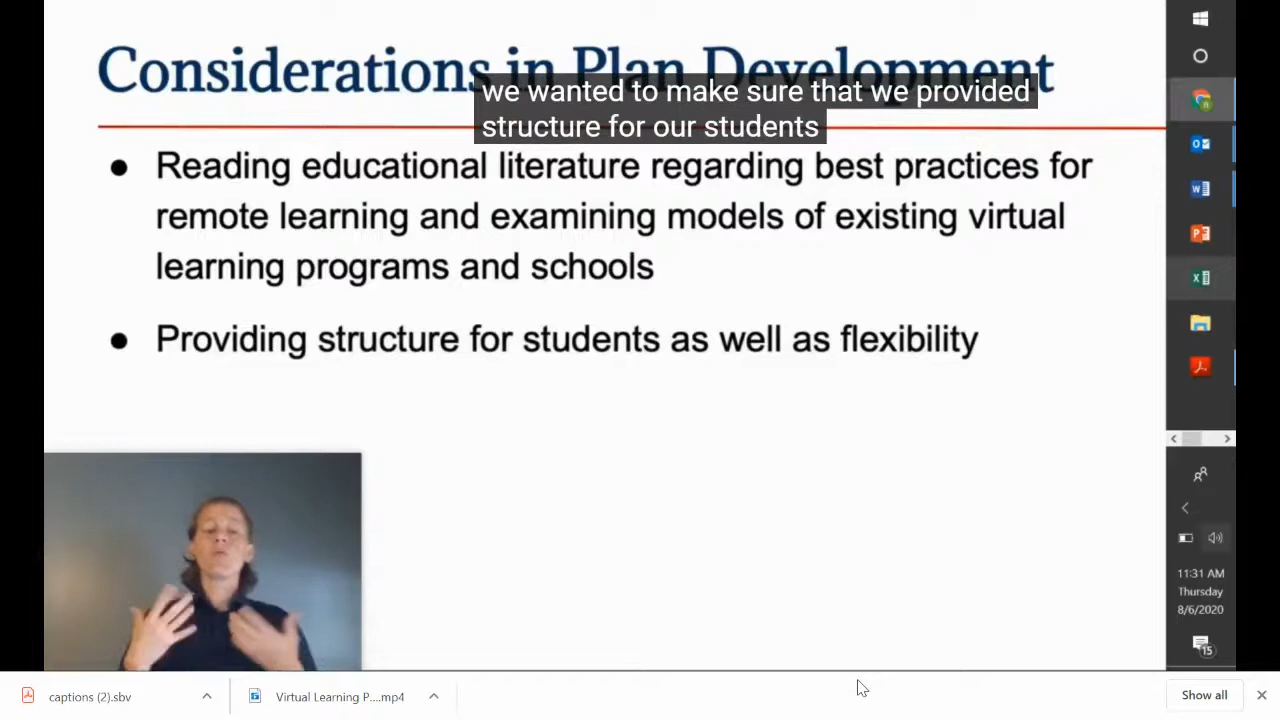 Considerations in Plan Development
we wanted to make sure that we provided
structure for our students
● Reading educational literature regarding best practices for
remote learning and examining models of existing virtual
learning programs and schools
● Providing structure for students as well as flexibility
11:31 AM
Thursday
8/6/2020
15
captions (2).sbv
Virtual Learning P....mp4
Show all